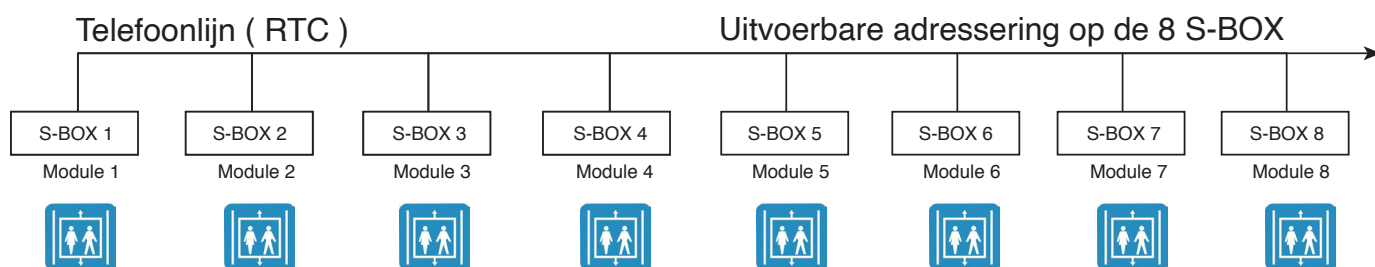 Telefoonlijn ( RTC )
Uitvoerbare adressering op de 8 S-BOX
S-BOX 1
S-BOX 2
S-BOX 3
S-BOX 4
S-BOX 5
S-BOX 6
S-BOX 7
S-BOX 8
Module 1
Module 2
Module 3
Module 4
Module 5
Module 6
Module 7
Module 8